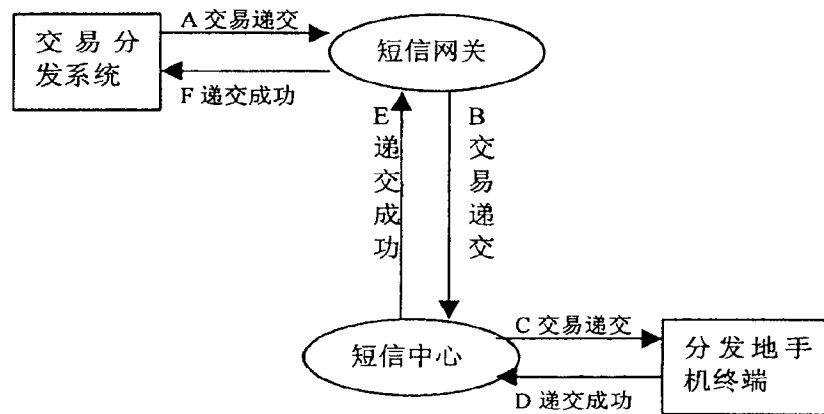 A 交易递交
交易分
发系统
短信网关
F 递交成功
E
递
交
成
功
B
交
易
递
交
C 交易递交
短信中心
分发地手
机终端
D 递交成功